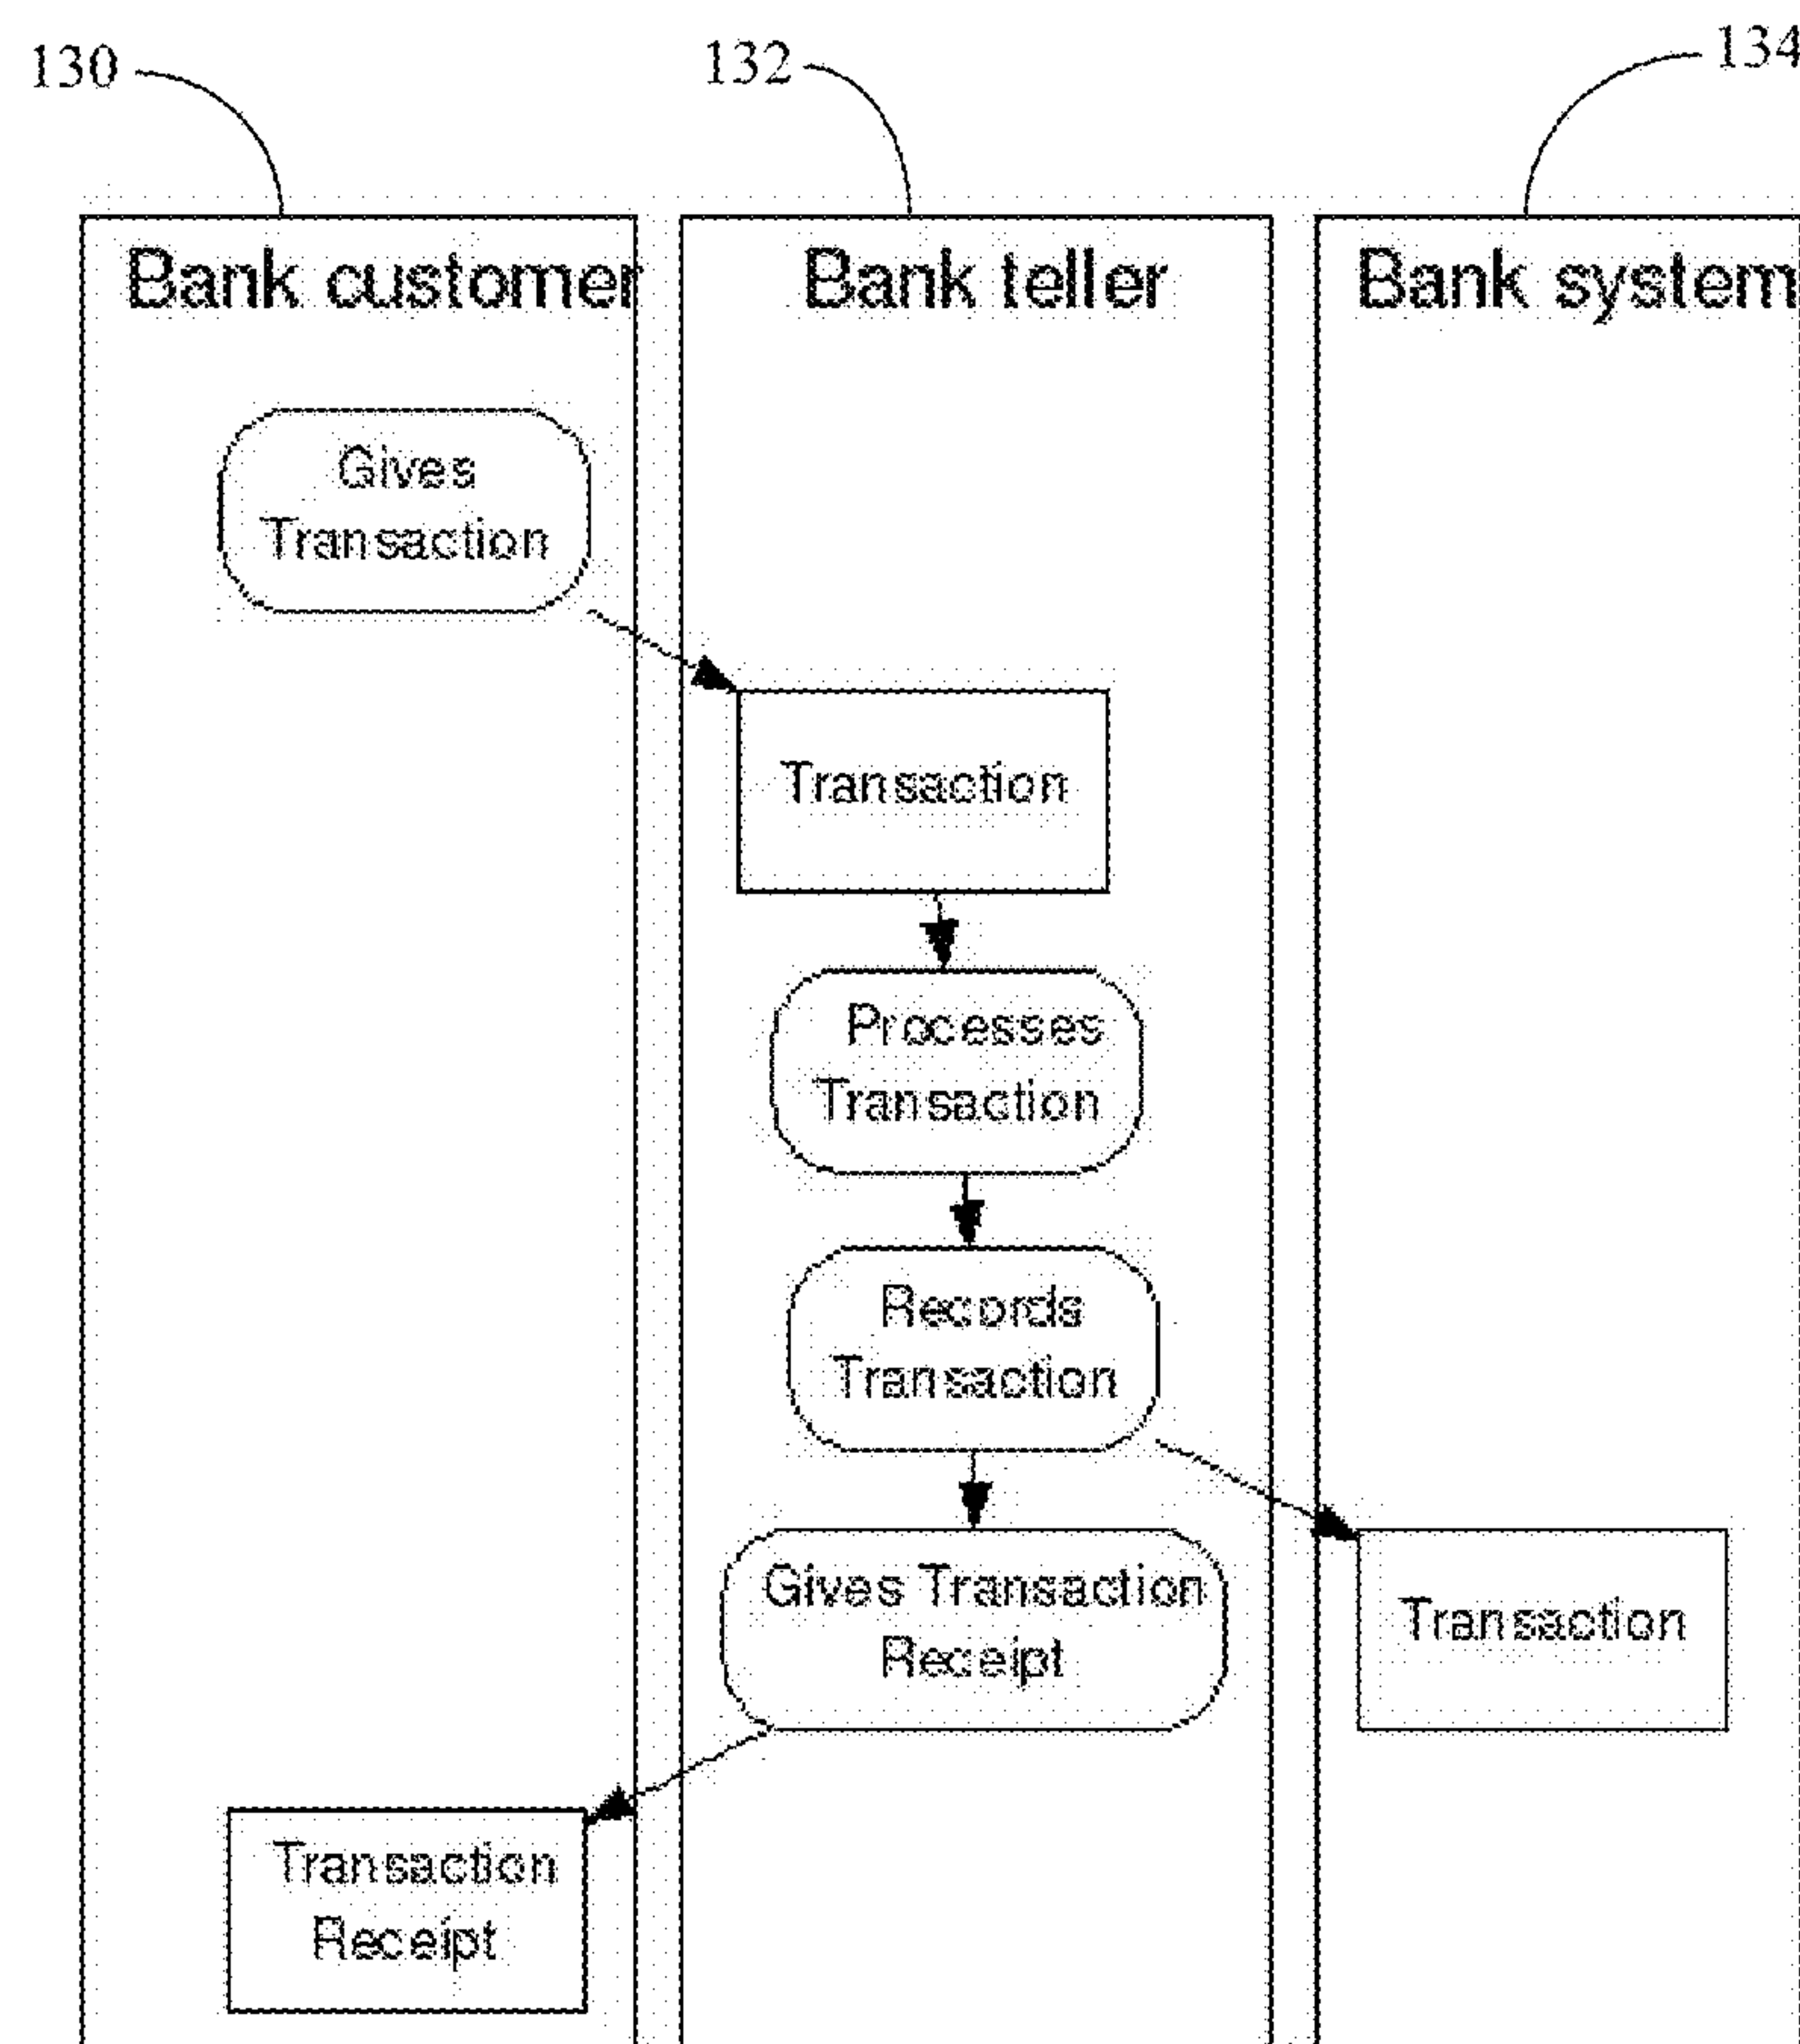 130
132
134
Bank customer
Bank teller
Bank system
Gives
Transaction
Transaction
Processes
Transaction
Records
Transaction
Gives Transaction
Receipt
Transaction
Transaction
Receipt